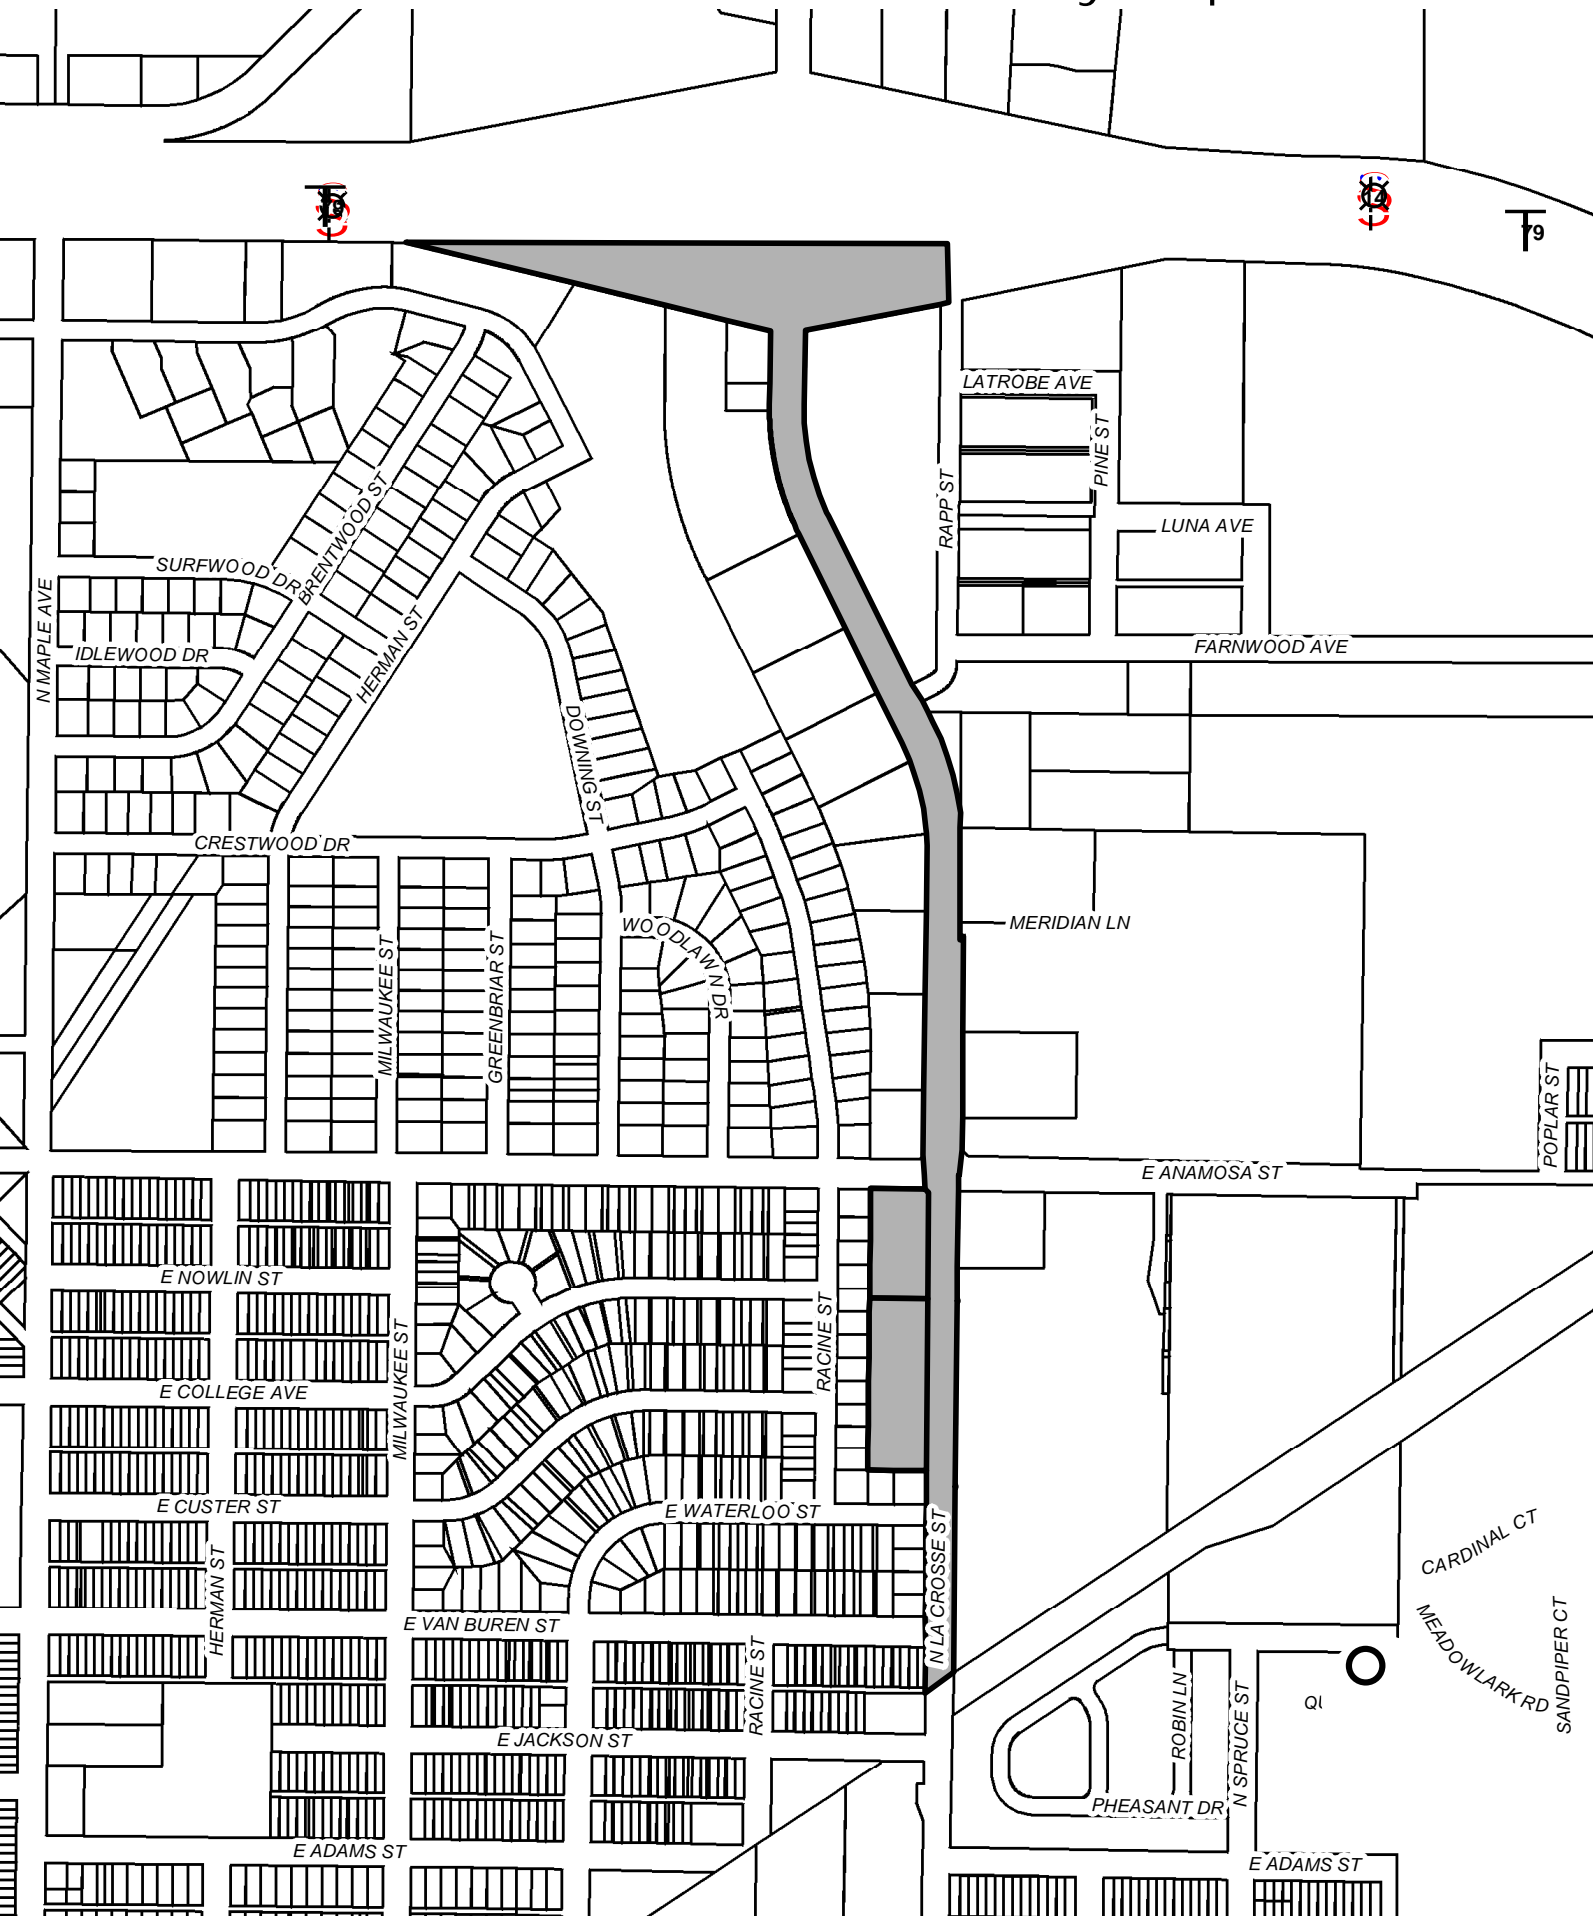 79
14
79
LATROBE AVE
PINE ST
RAPP ST
LUNA AVE
BRENTWOOD ST
SURFWOOD DR
N MAPLE AVE
HERMAN ST
IDLEWOOD DR
FARNWOOD AVE
DOWNING ST
CRESTWOOD DR
WOODLAWN DR
MERIDIAN LN
MILWAUKEE ST
GREENBRIAR ST
POPLAR ST
E ANAMOSA ST
E NOWLIN ST
RACINE ST
MILWAUKEE ST
E COLLEGE AVE
E CUSTER ST
E WATERLOO ST
N LA CROSSE ST
CARDINAL CT
HERMAN ST
E VAN BUREN ST
RACINE ST
MEADOWLARK RD
SANDPIPER CT
ROBIN LN
N SPRUCE ST
E JACKSON ST
PHEASANT DR
E ADAMS ST
E ADAMS ST